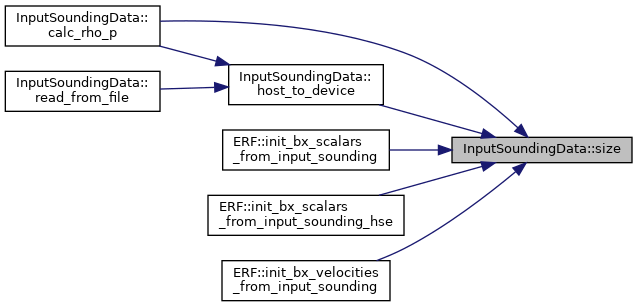 InputSoundingData::
calc_rho_p
InputSoundingData::
read_from_file
InputSoundingData::
host_to_device
ERF::init_bx_scalars
_from_input_sounding
ERF::init_bx_scalars
_from_input_sounding_hse
ERF::init_bx_velocities
_from_input_sounding
InputSoundingData::size